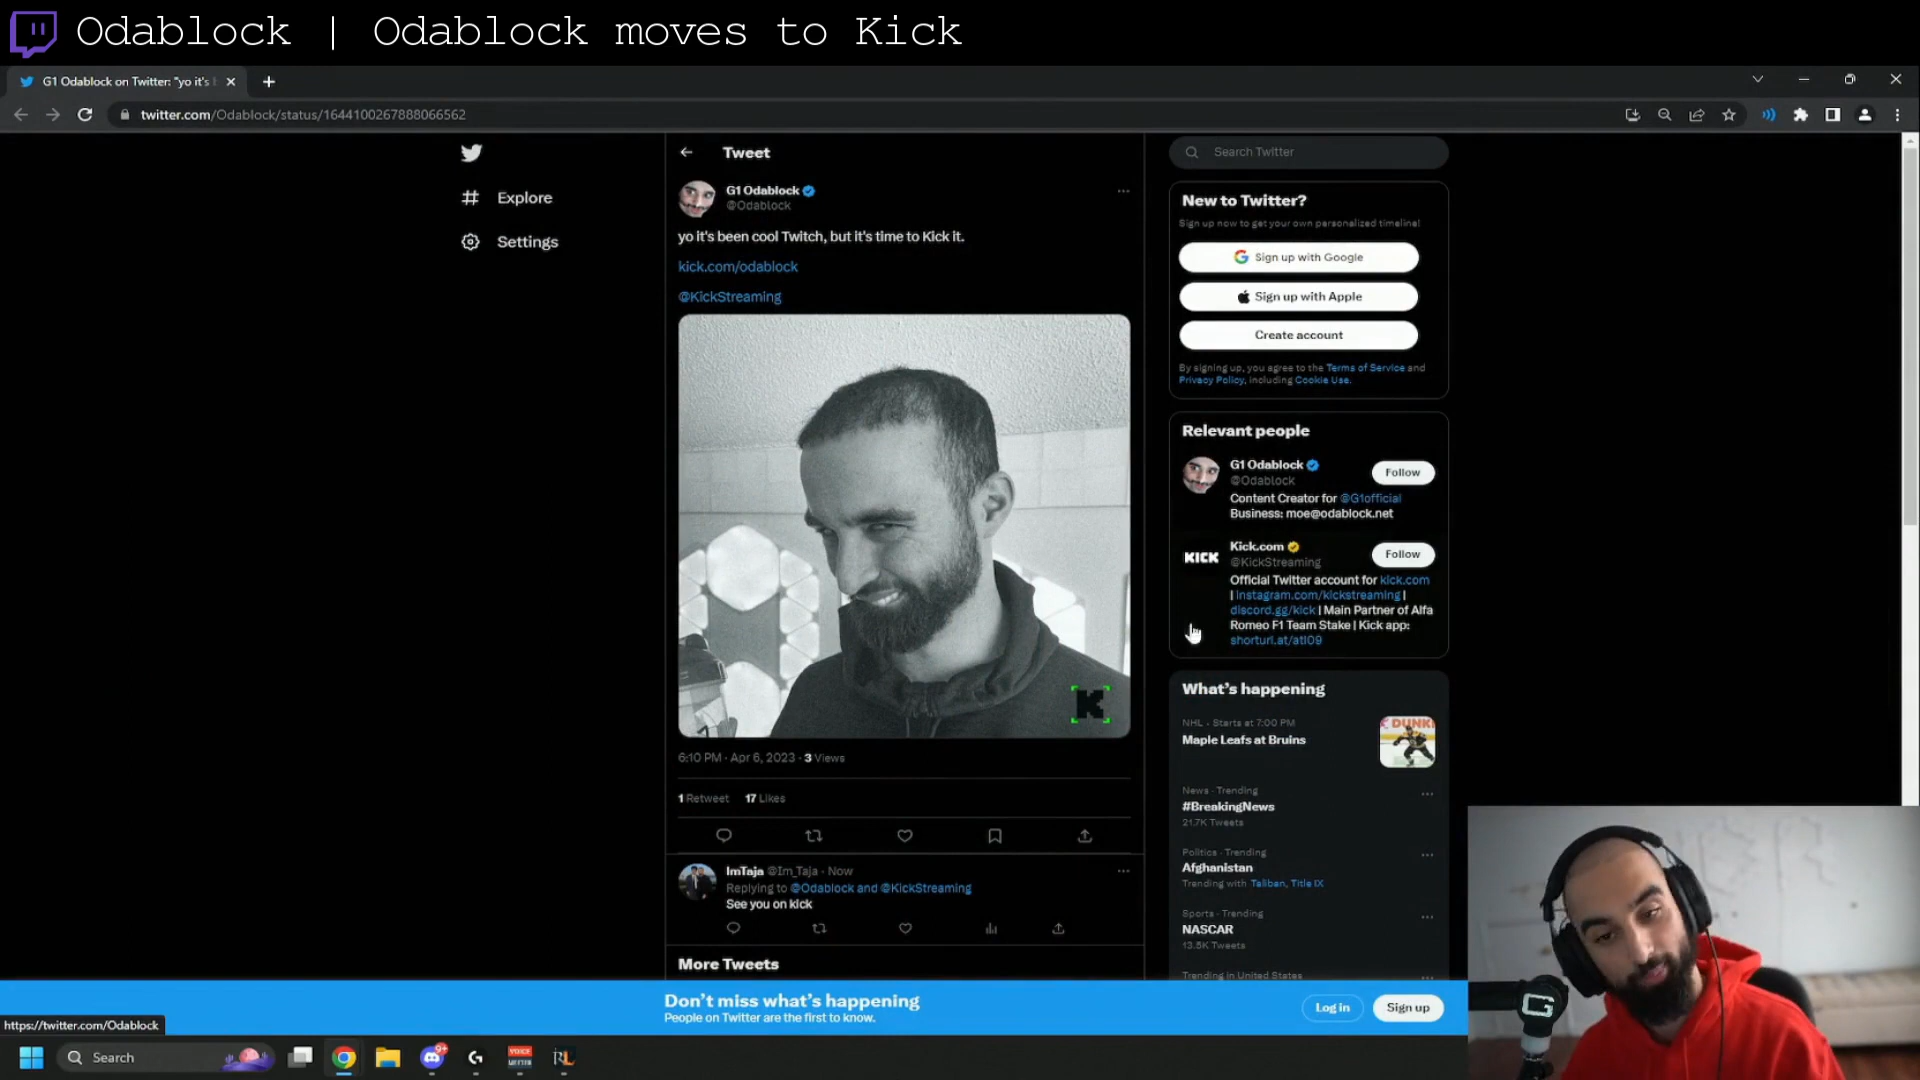 Odablock | Odablock moves to Kick
G1 Odablock on Twitter: "yo it's
twitter.com/Odablock/status/1644100267888066562
Tweet
Search Twitter
Explore
Settings
G1 Odablock
@Odablock
yo it's been cool Twitch, but it's time to Kick it.
kick.com/odablock
@KickStreaming
K
6:10 PM · Apr 6, 2023 · 3 Views
1 Retweet 17 Likes
ImTaja @Im_Taja · Now
Replying to @Odablock and @KickStreaming
See you on kick
More Tweets
New to Twitter?
Sign up now to get your own personalized timeline!
Sign up with Google
Sign up with Apple
Create account
By signing up, you agree to the Terms of Service and
Privacy Policy, including Cookie Use.
Relevant people
G1 Odablock
@Odablock
Follow
Content Creator for @G1official
Business: moe@odablock.net
KICK
Kick.com
@KickStreaming
Follow
Official Twitter account for kick.com
| instagram.com/kickstreaming |
discord.gg/kick | Main Partner of Alfa
Romeo F1 Team Stake | Kick app:
shorturl.at/atI09
What's happening
NHL · Starts at 7:00 PM
Maple Leafs at Bruins
DUNK
News · Trending
#BreakingNews
21.7K Tweets
Politics · Trending
Afghanistan
Trending with Taliban, Title IX
Sports · Trending
NASCAR
13.5K Tweets
Trending in United States
Don't miss what's happening
People on Twitter are the first to know.
Log in
Sign up
https://twitter.com/Odablock
Search
9+
VOICE
MEETER
RL
G